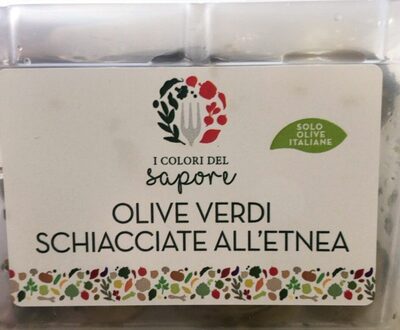 I COLORI DEL
sapore
SOLO
OLIVE
ITALIANE
OLIVE VERDI
SCHIACCIATE ALL'ETNEA